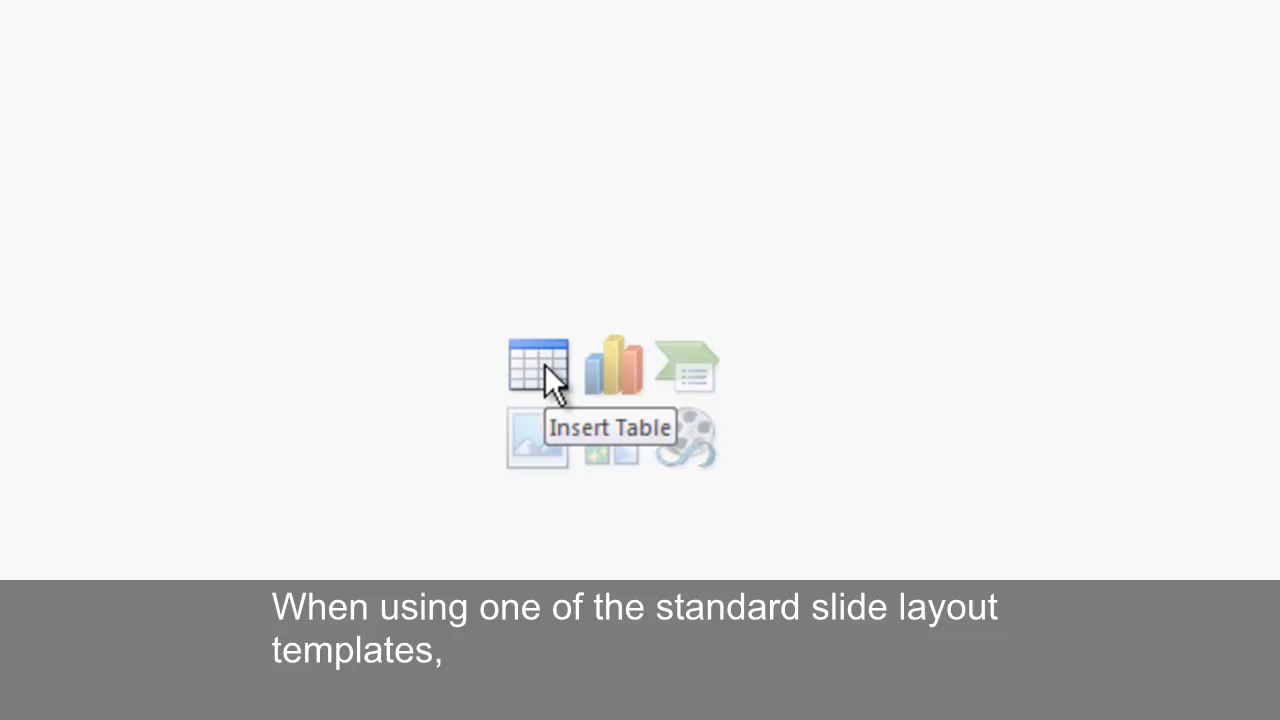 Insert Table
When using one of the standard slide layout
templates,